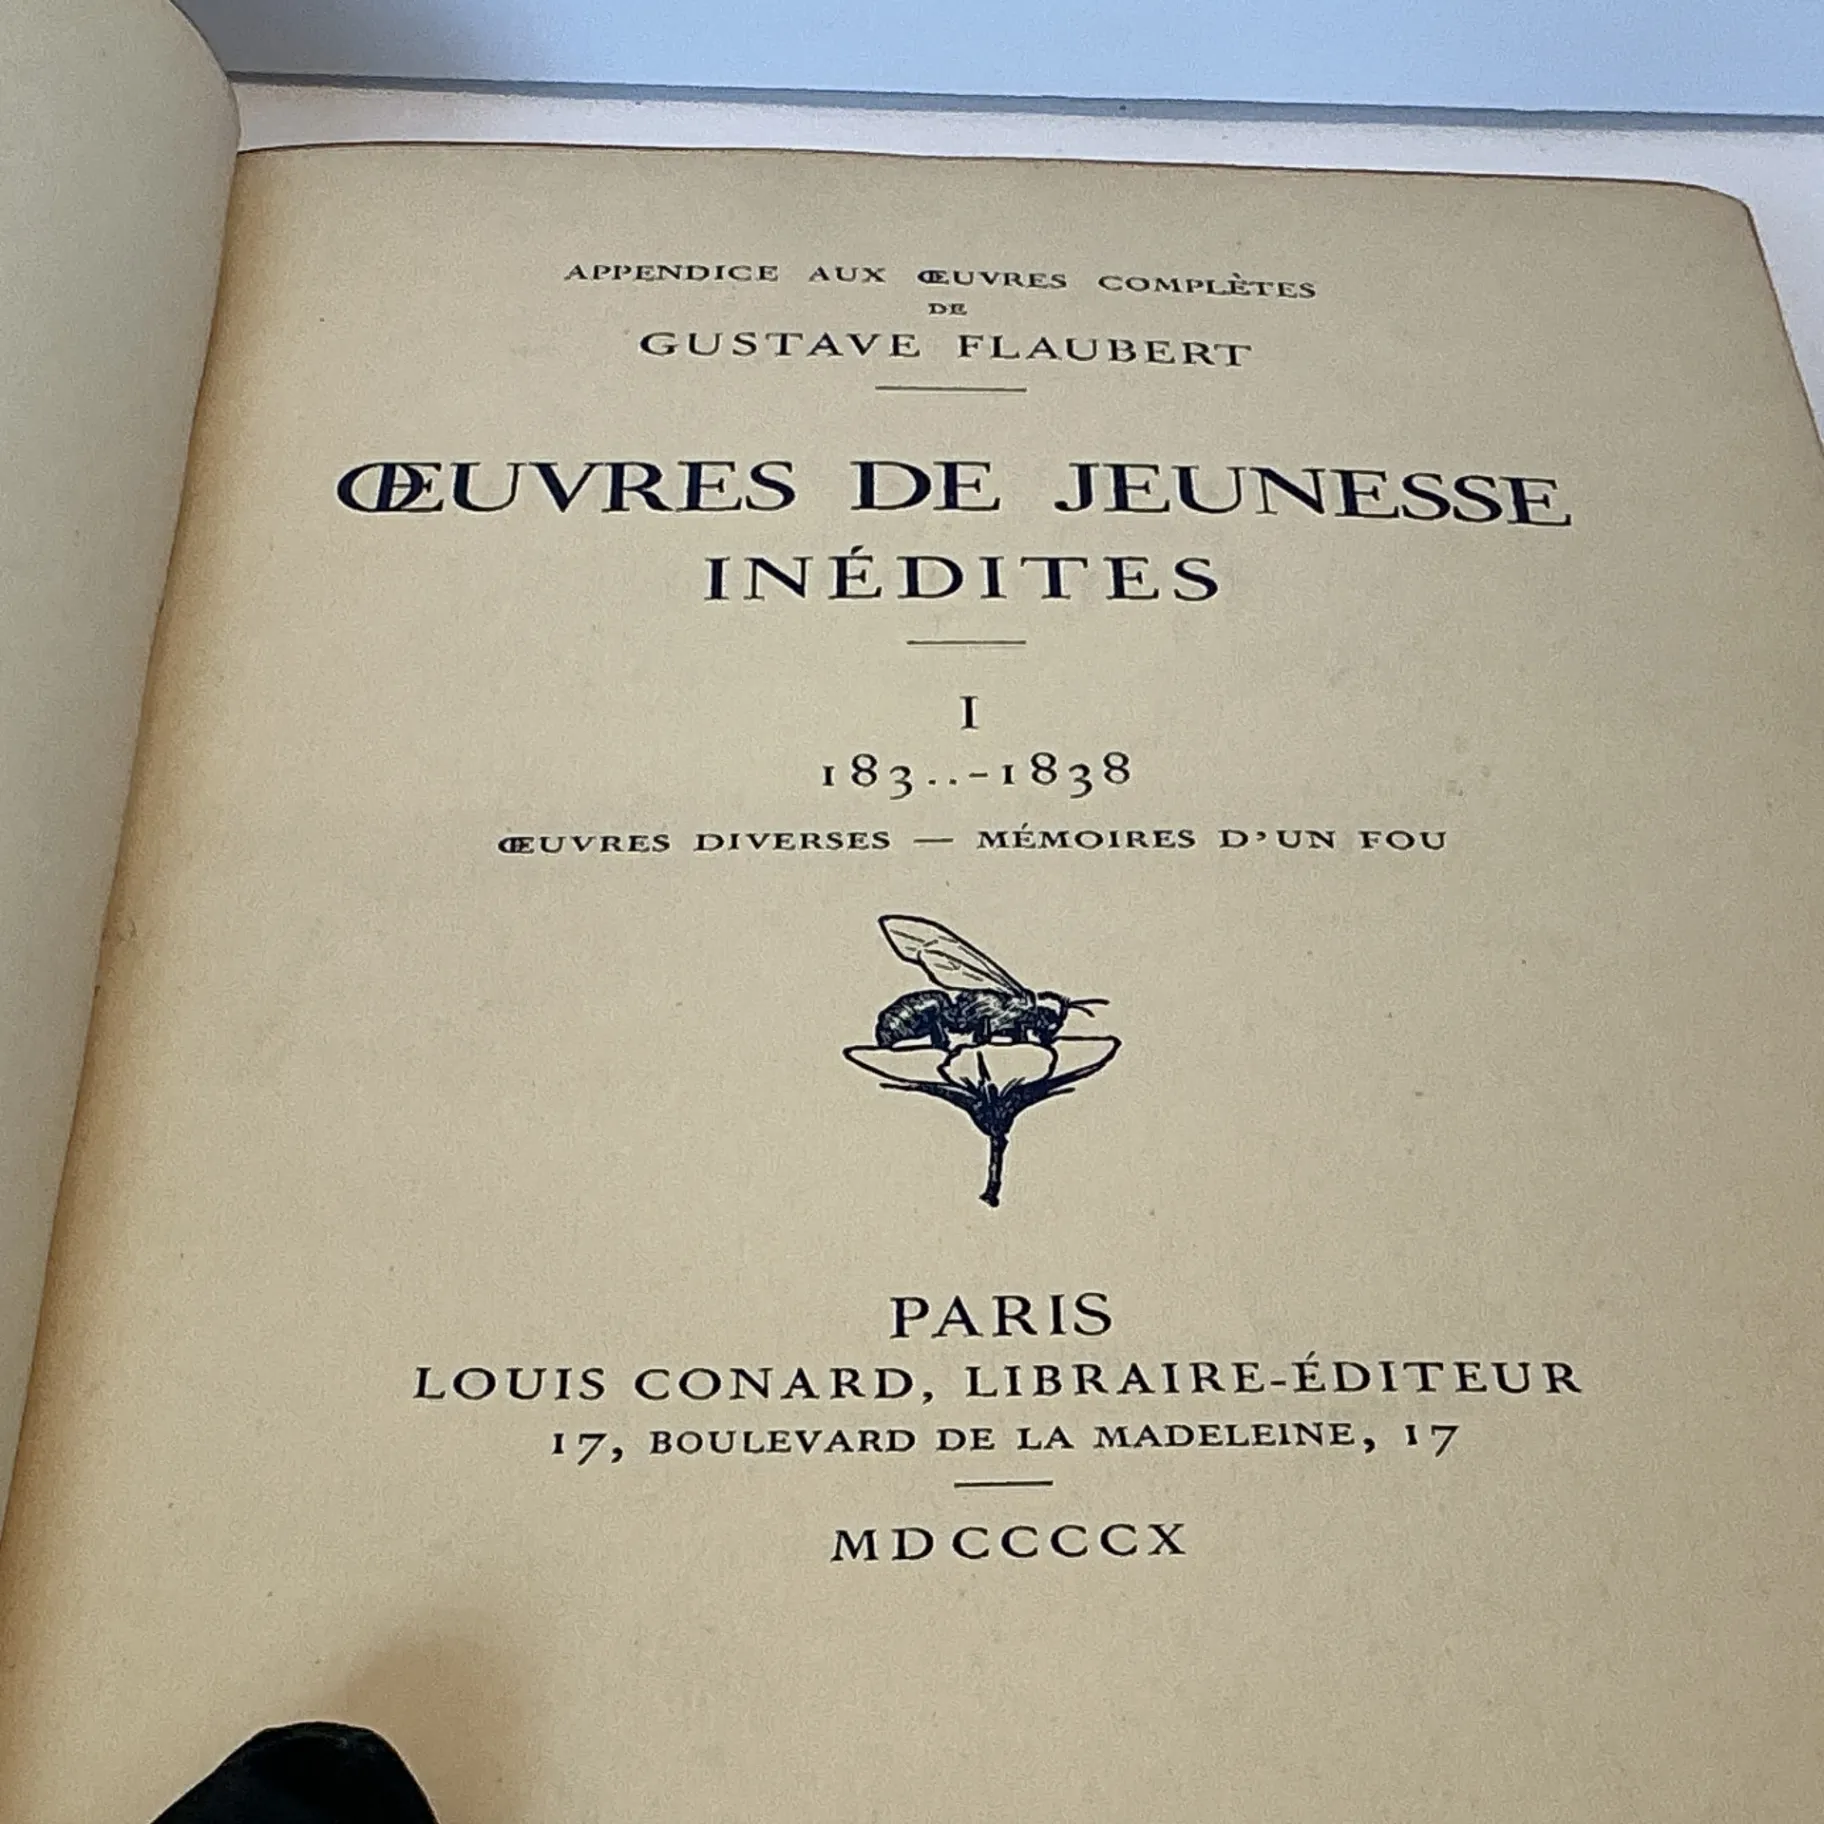 APPENDICE AUX ŒUVRES COMPLÈTES
DE
GUSTAVE FLAUBERT
ŒUVRES DE JEUNESSE
INÉDITES
I
183..-1838
ŒUVRES DIVERSES — MÉMOIRES D'UN FOU
PARIS
LOUIS CONARD, LIBRAIRE-ÉDITEUR
17, BOULEVARD DE LA MADELEINE, 17
MDCCCCX